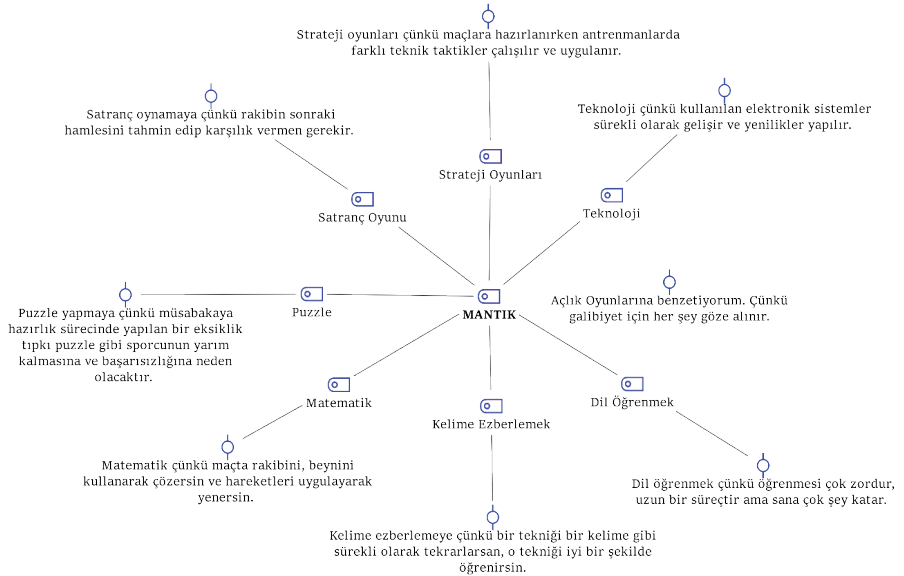 Strateji oyunları çünkü maçlara hazırlanırken antrenmanlarda
farklı teknik taktikler çalışılır ve uygulanır.
Satranç oynamaya çünkü rakibin sonraki
hamlesini tahmin edip karşılık vermen gerekir.
Teknoloji çünkü kullanılan elektronik sistemler
sürekli olarak gelişir ve yenilikler yapılır.
Strateji Oyunları
Satranç Oyunu
Teknoloji
Açlık Oyunlarına benzetiyorum. Çünkü
galibiyet için her şey göze alınır.
Puzzle
MANTIK
Puzzle yapmaya çünkü müsabakaya
hazırlık sürecinde yapılan bir eksiklik
tıpkı puzzle gibi sporcunun yarım
kalmasına ve başarısızlığına neden
olacaktır.
Matematik
Kelime Ezberlemek
Dil Öğrenmek
Matematik çünkü maçta rakibini, beynini
kullanarak çözersin ve hareketleri uygulayarak
yenersin.
Dil öğrenmek çünkü öğrenmesi çok zordur,
uzun bir süreçtir ama sana çok şey katar.
Kelime ezberlemeye çünkü bir tekniği bir kelime gibi
sürekli olarak tekrarlarsan, o tekniği iyi bir şekilde
öğrenirsin.